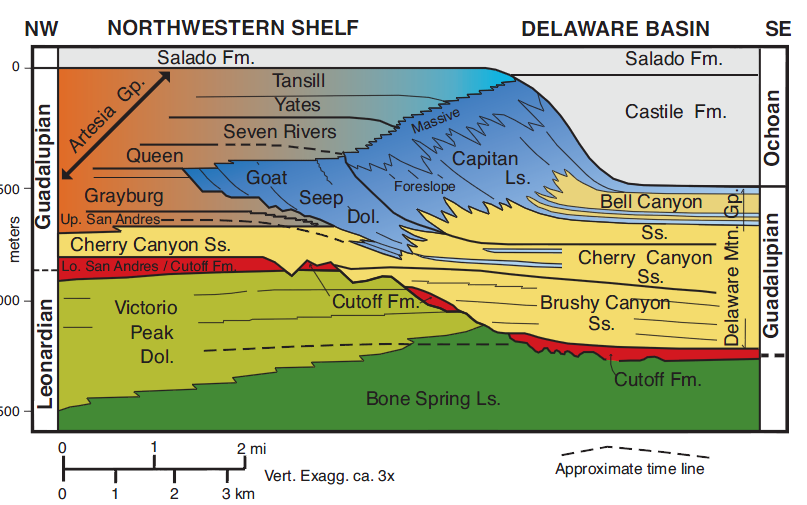 NW NORTHWESTERN SHELF DELAWARE BASIN SE
Salado Fm. Salado Fm.
0
Tansill
Yates
Seven Rivers
Artesia Gp.
Massive
Castile Fm.
Ochoan
Queen
Capitan
Ls.
Goat
Seep
Dol.
Foreslope
500
Grayburg
Bell Canyon
Up. San Andres
Ss.
Guadalupian
meters
Cherry Canyon Ss.
Cherry Canyon
Ss.
Delaware Mtn. Gp.
Guadalupian
Lo. San Andres / Cutoff Fm.
000
Cutoff Fm.
Brushy Canyon
Ss.
Victorio
Peak
Dol.
Leonardian
Cutoff Fm.
Bone Spring Ls.
500
0 1 2 mi
Vert. Exagg. ca. 3x
0 1 2 3 km
Approximate time line